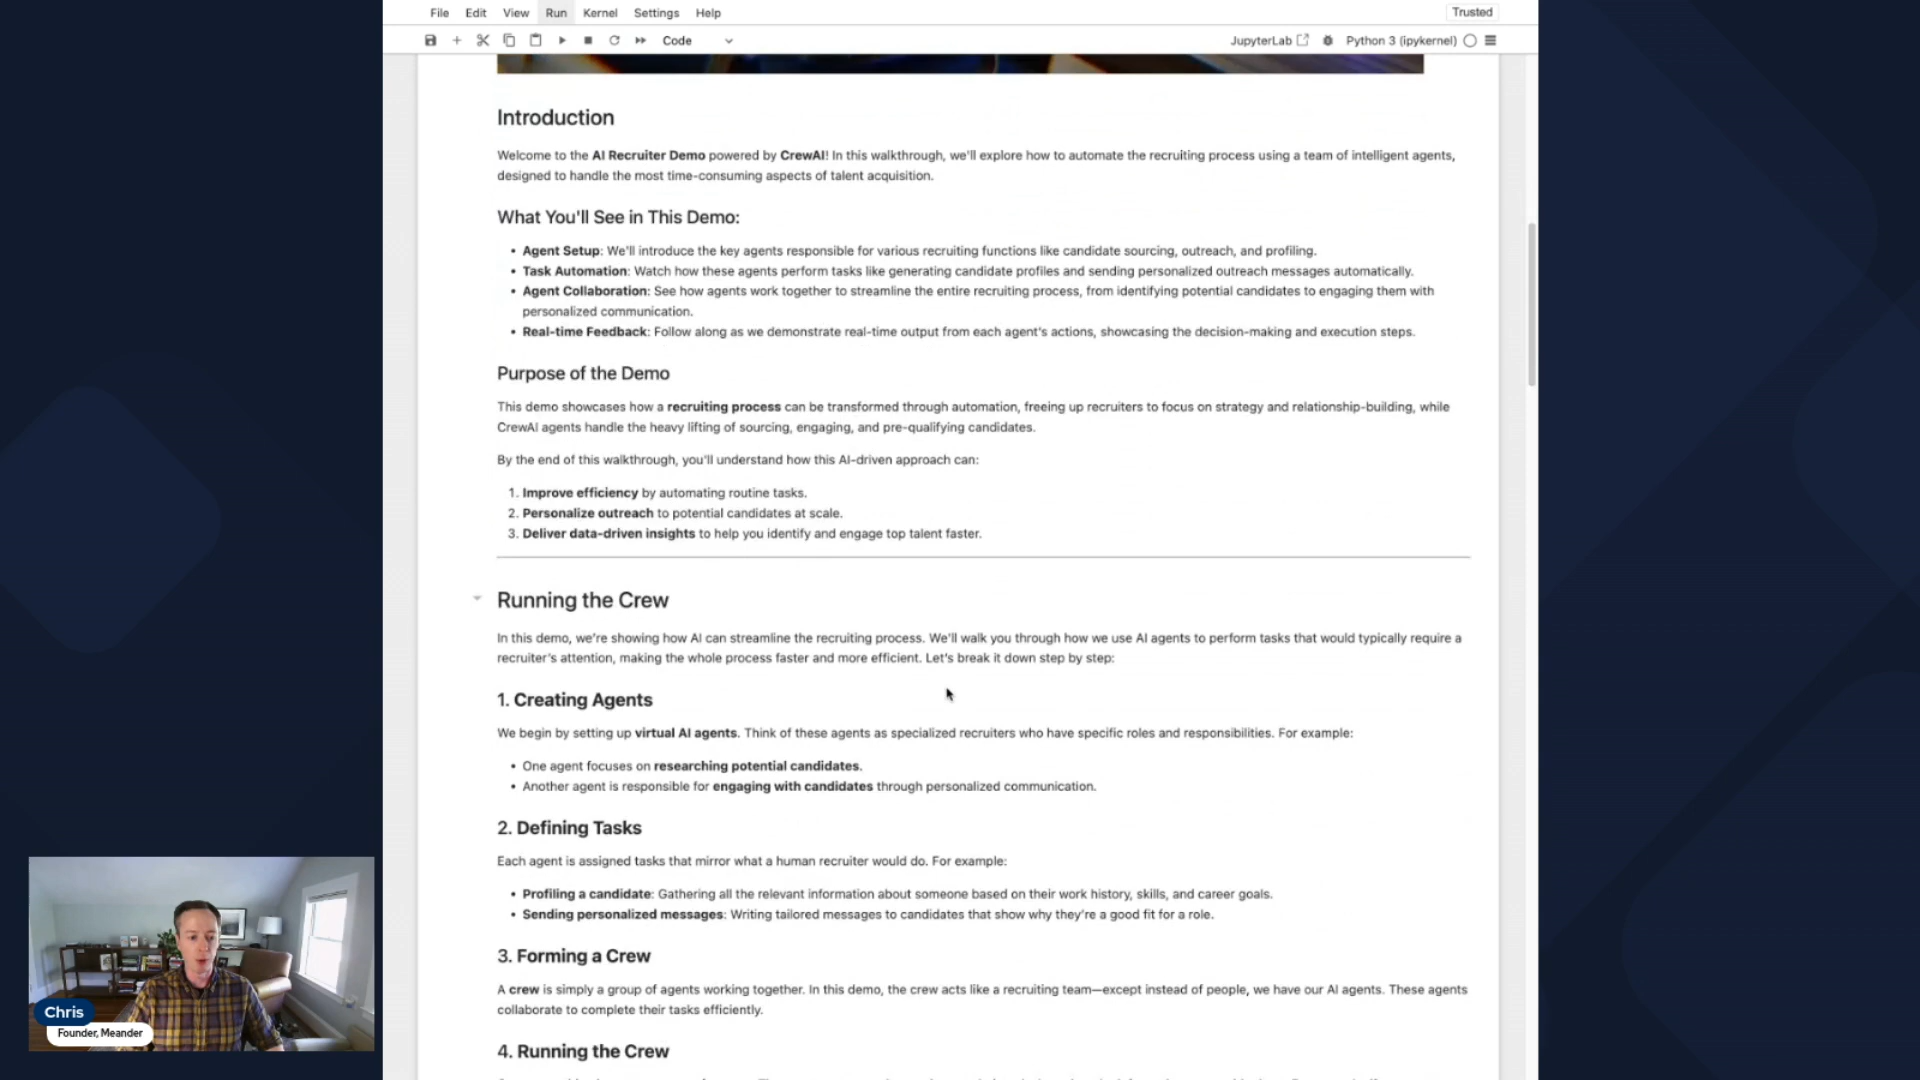 File Edit View Run Kernel Settings Help
Trusted
Code
JupyterLab
Python 3 (ipykernel)
Introduction
Welcome to the AI Recruiter Demo powered by CrewAI! In this walkthrough, we'll explore how to automate the recruiting process using a team of intelligent agents,
designed to handle the most time-consuming aspects of talent acquisition.
What You'll See in This Demo:
• Agent Setup: We'll introduce the key agents responsible for various recruiting functions like candidate sourcing, outreach, and profiling.
• Task Automation: Watch how these agents perform tasks like generating candidate profiles and sending personalized outreach messages automatically.
• Agent Collaboration: See how agents work together to streamline the entire recruiting process, from identifying potential candidates to engaging them with
personalized communication.
• Real-time Feedback: Follow along as we demonstrate real-time output from each agent's actions, showcasing the decision-making and execution steps.
Purpose of the Demo
This demo showcases how a recruiting process can be transformed through automation, freeing up recruiters to focus on strategy and relationship-building, while
CrewAI agents handle the heavy lifting of sourcing, engaging, and pre-qualifying candidates.
By the end of this walkthrough, you'll understand how this AI-driven approach can:
1. Improve efficiency by automating routine tasks.
2. Personalize outreach to potential candidates at scale.
3. Deliver data-driven insights to help you identify and engage top talent faster.
Running the Crew
In this demo, we're showing how AI can streamline the recruiting process. We'll walk you through how we use AI agents to perform tasks that would typically require a
recruiter's attention, making the whole process faster and more efficient. Let's break it down step by step:
1. Creating Agents
We begin by setting up virtual AI agents. Think of these agents as specialized recruiters who have specific roles and responsibilities. For example:
• One agent focuses on researching potential candidates.
• Another agent is responsible for engaging with candidates through personalized communication.
2. Defining Tasks
Each agent is assigned tasks that mirror what a human recruiter would do. For example:
• Profiling a candidate: Gathering all the relevant information about someone based on their work history, skills, and career goals.
• Sending personalized messages: Writing tailored messages to candidates that show why they're a good fit for a role.
3. Forming a Crew
A crew is simply a group of agents working together. In this demo, the crew acts like a recruiting team—except instead of people, we have our AI agents. These agents
collaborate to complete their tasks efficiently.
4. Running the Crew
Chris
Founder, Meander